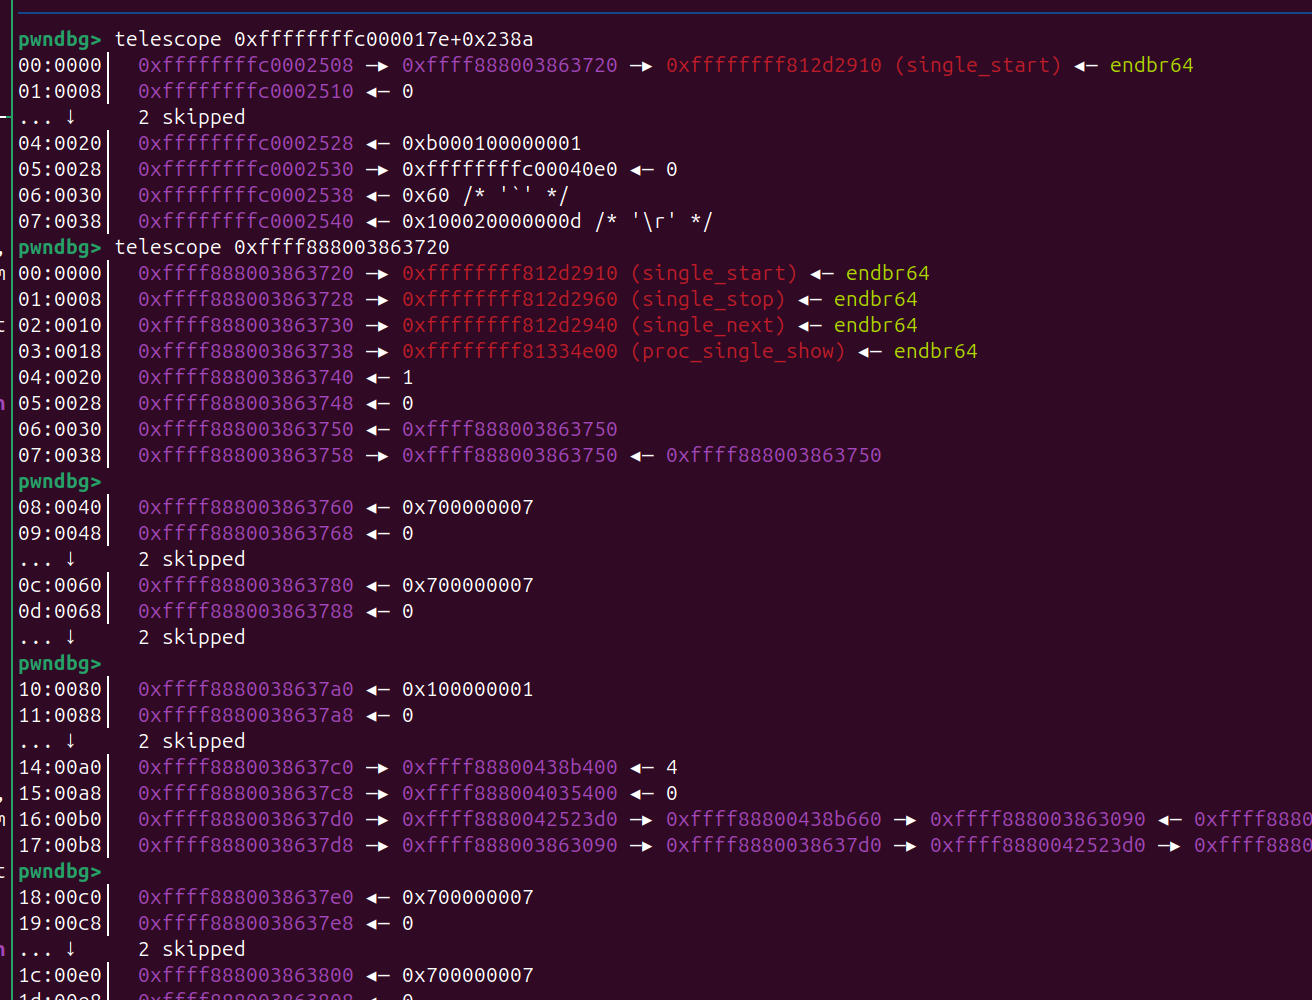 pwndbg> telescope 0xffffffffc000017e+0x238a
00:0000│ 0xffffffffc0002508 —▸ 0xffff888003863720 —▸ 0xffffffff812d2910 (single_start) ◂— endbr64
01:0008│ 0xffffffffc0002510 ◂— 0
... ↓ 2 skipped
04:0020│ 0xffffffffc0002528 ◂— 0xb000100000001
05:0028│ 0xffffffffc0002530 —▸ 0xffffffffc00040e0 ◂— 0
06:0030│ 0xffffffffc0002538 ◂— 0x60 /* '`' */
07:0038│ 0xffffffffc0002540 ◂— 0x100020000000d /* '\r' */
pwndbg> telescope 0xffff888003863720
00:0000│ 0xffff888003863720 —▸ 0xffffffff812d2910 (single_start) ◂— endbr64
01:0008│ 0xffff888003863728 —▸ 0xffffffff812d2960 (single_stop) ◂— endbr64
02:0010│ 0xffff888003863730 —▸ 0xffffffff812d2940 (single_next) ◂— endbr64
03:0018│ 0xffff888003863738 —▸ 0xffffffff81334e00 (proc_single_show) ◂— endbr64
04:0020│ 0xffff888003863740 ◂— 1
05:0028│ 0xffff888003863748 ◂— 0
06:0030│ 0xffff888003863750 ◂— 0xffff888003863750
07:0038│ 0xffff888003863758 —▸ 0xffff888003863750 ◂— 0xffff888003863750
pwndbg>
08:0040│ 0xffff888003863760 ◂— 0x700000007
09:0048│ 0xffff888003863768 ◂— 0
... ↓ 2 skipped
0c:0060│ 0xffff888003863780 ◂— 0x700000007
0d:0068│ 0xffff888003863788 ◂— 0
... ↓ 2 skipped
pwndbg>
10:0080│ 0xffff8880038637a0 ◂— 0x100000001
11:0088│ 0xffff8880038637a8 ◂— 0
... ↓ 2 skipped
14:00a0│ 0xffff8880038637c0 —▸ 0xffff88800438b400 ◂— 4
15:00a8│ 0xffff8880038637c8 —▸ 0xffff888004035400 ◂— 0
16:00b0│ 0xffff8880038637d0 —▸ 0xffff8880042523d0 —▸ 0xffff88800438b660 —▸ 0xffff888003863090 ◂— 0xffff8880
17:00b8│ 0xffff8880038637d8 —▸ 0xffff888003863090 —▸ 0xffff8880038637d0 —▸ 0xffff8880042523d0 —▸ 0xffff8880
pwndbg>
18:00c0│ 0xffff8880038637e0 ◂— 0x700000007
19:00c8│ 0xffff8880038637e8 ◂— 0
... ↓ 2 skipped
1c:00e0│ 0xffff888003863800 ◂— 0x700000007
1d:00e8│ 0xffff888003863808 ◂— 0